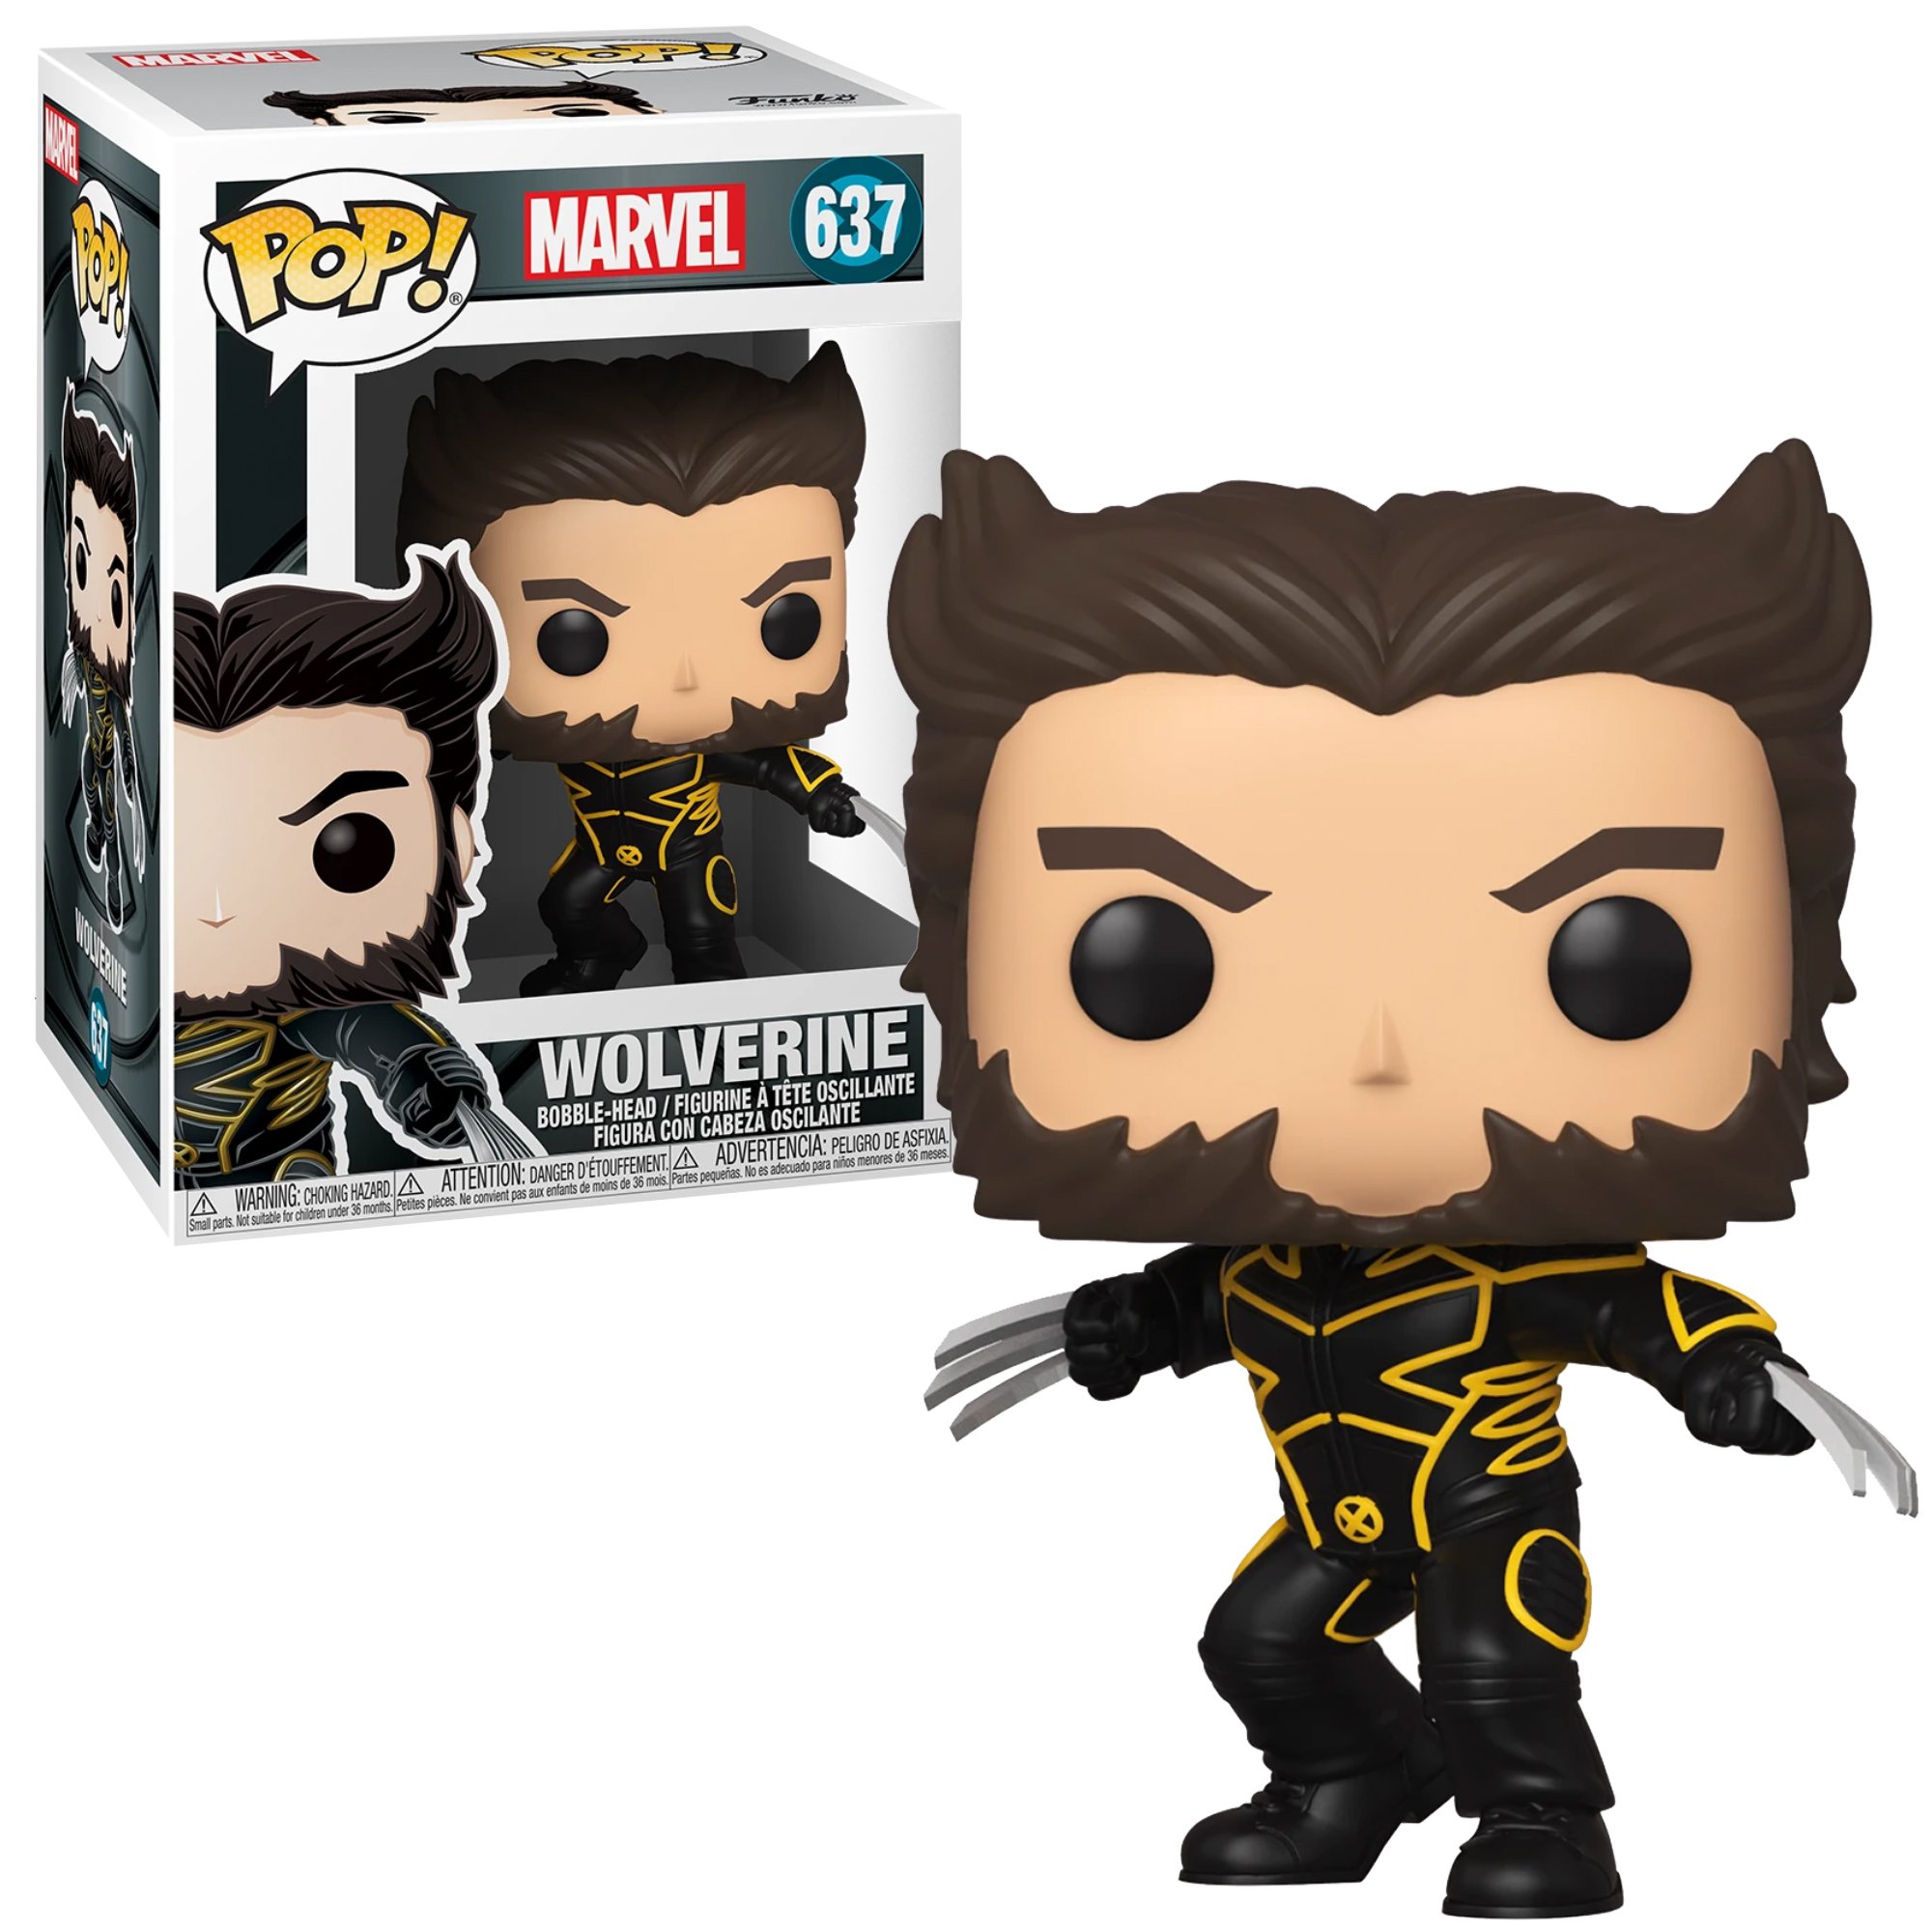 MARVEL
POP!
Funko
MARVEL
POP!
WOLVERINE
637
POP!®
MARVEL
637
WOLVERINE
BOBBLE-HEAD / FIGURINE À TÊTE OSCILLANTE
FIGURA CON CABEZA OSCILANTE
WARNING: CHOKING HAZARD.
Small parts. Not suitable for children under 36 months.
ATTENTION: DANGER D'ÉTOUFFEMENT.
Petites pièces. Ne convient pas aux enfants de moins de 36 mois.
ADVERTENCIA: PELIGRO DE ASFIXIA.
Partes pequeñas. No es adecuado para niños menores de 36 meses.